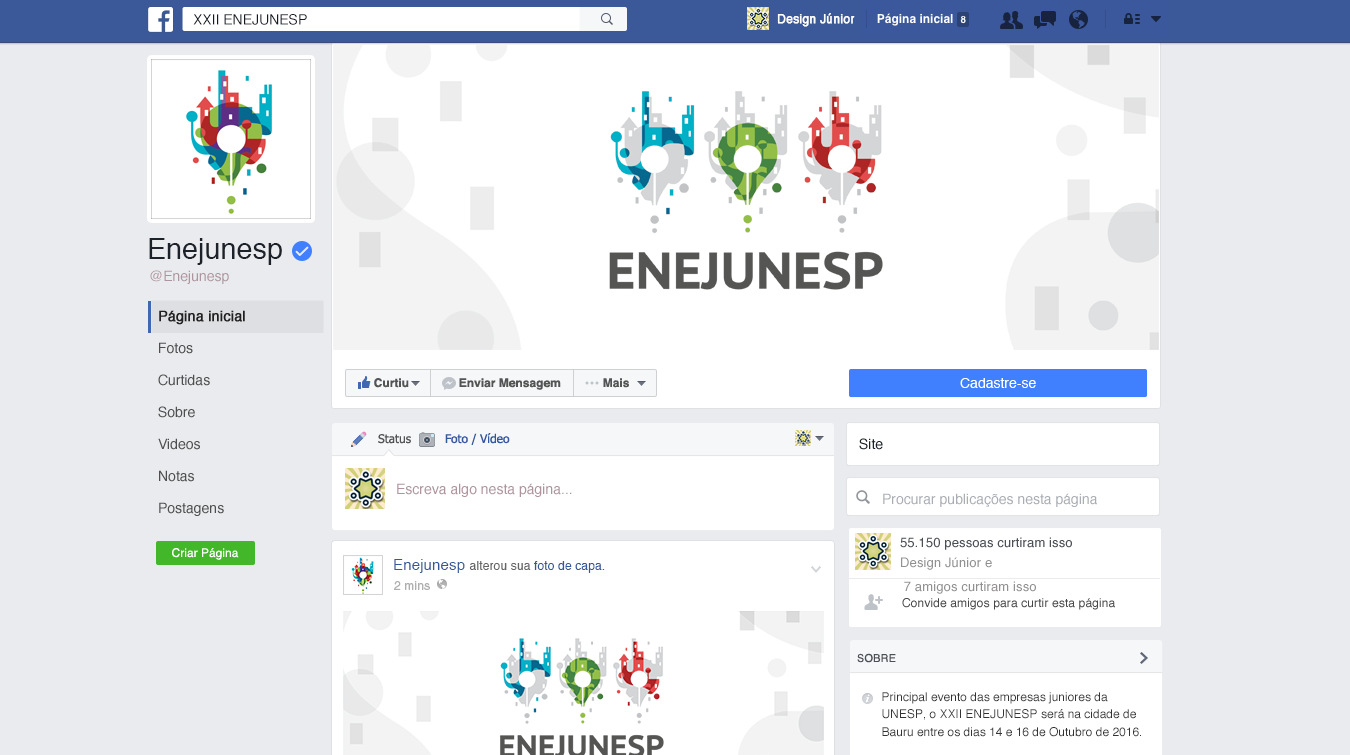 XXII ENEJUNESP
Design Júnior
Página inicial 8
Enejunesp
@Enejunesp
Página inicial
Fotos
Curtidas
Sobre
Videos
Notas
Postagens
Criar Página
ENEJUNESP
Curtiu
Enviar Mensagem
Mais
Cadastre-se
Status
Foto / Vídeo
Escreva algo nesta página...
Enejunesp alterou sua foto de capa.
2 mins
ENEJUNESP
Site
Procurar publicações nesta página
55.150 pessoas curtiram isso
Design Júnior e
7 amigos curtiram isso
Convide amigos para curtir esta página
SOBRE
Principal evento das empresas juniores da
UNESP, o XXII ENEJUNESP será na cidade de
Bauru entre os dias 14 e 16 de Outubro de 2016.